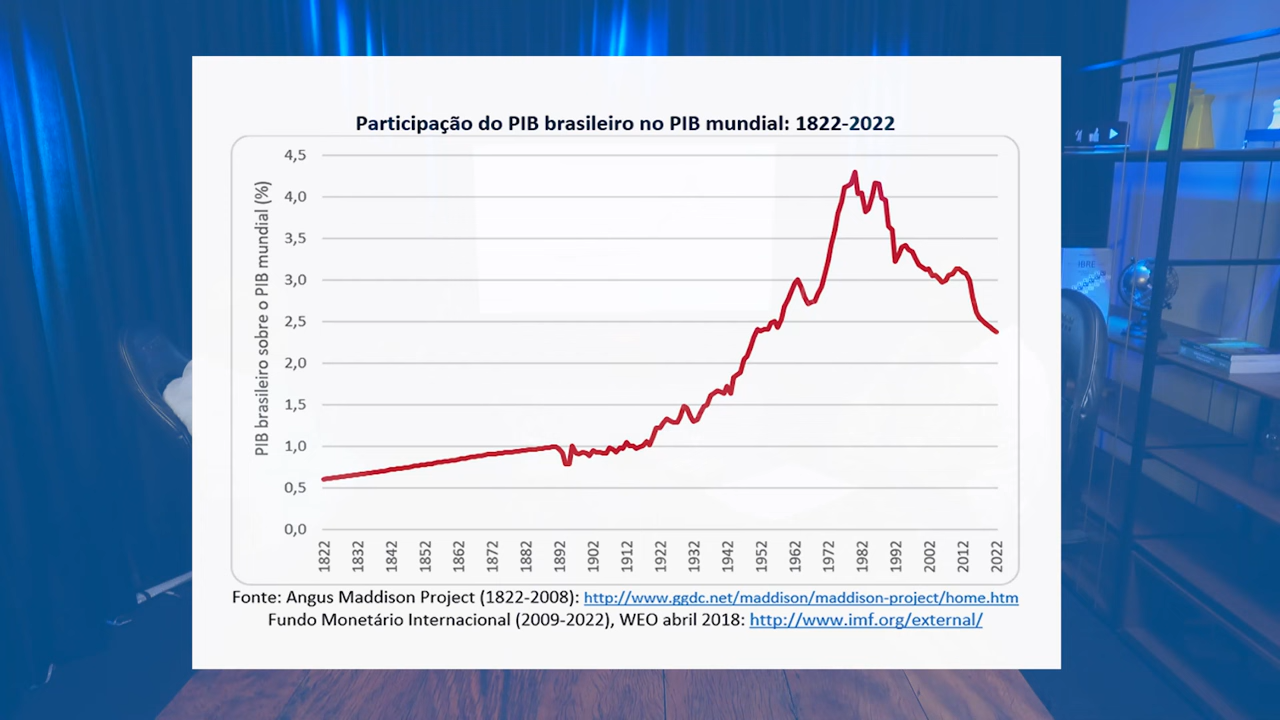 Participação do PIB brasileiro no PIB mundial: 1822-2022
PIB brasileiro sobre o PIB mundial (%)
4,5
4,0
3,5
3,0
2,5
2,0
1,5
1,0
0,5
0,0
1822 1832 1842 1852 1862 1872 1882 1892 1902 1912 1922 1932 1942 1952 1962 1972 1982 1992 2002 2012 2022
Fonte: Angus Maddison Project (1822-2008): http://www.ggdc.net/maddison/maddison-project/home.htm
Fundo Monetário Internacional (2009-2022), WEO abril 2018: http://www.imf.org/external/